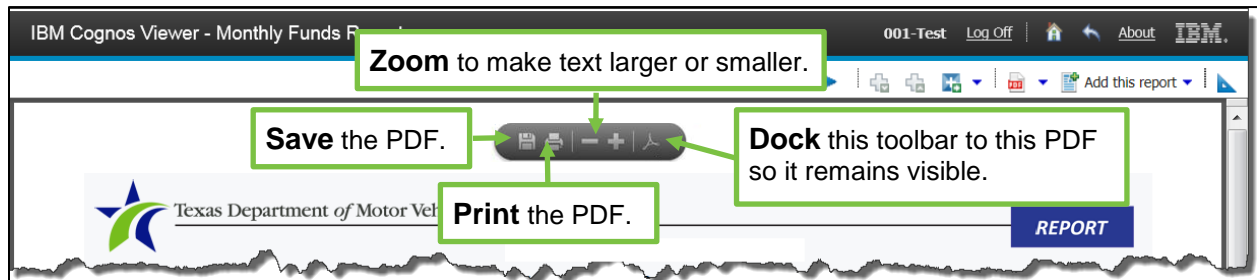 IBM Cognos Viewer - Monthly Funds R
001-Test Log Off About IBM.
Zoom to make text larger or smaller.
PDF Add this report
Save the PDF.
Dock this toolbar to this PDF
so it remains visible.
Texas Department of Motor Veh
Print the PDF.
REPORT